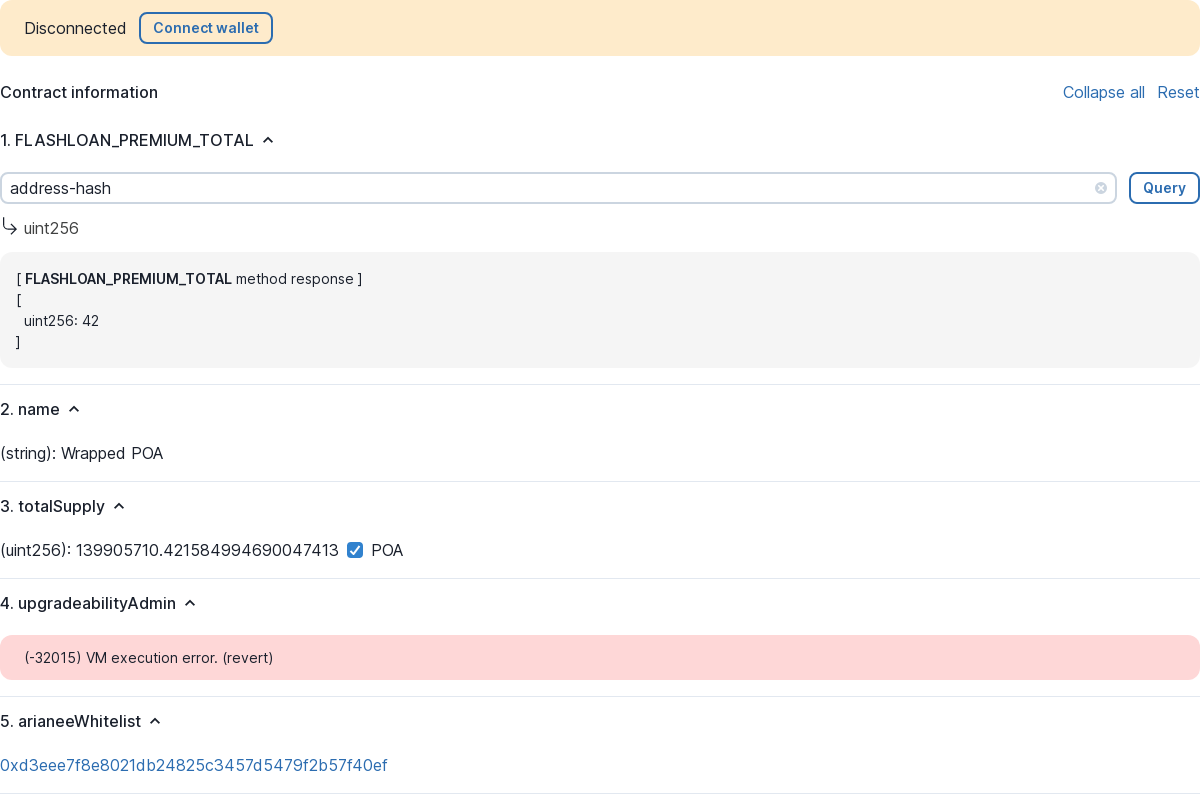 Disconnected Connect wallet
Contract information Collapse all Reset
1. FLASHLOAN_PREMIUM_TOTAL
address-hash Query
uint256
[ FLASHLOAN_PREMIUM_TOTAL method response ]
[
uint256: 42
]
2. name
(string): Wrapped POA
3. totalSupply
(uint256): 139905710.421584994690047413 POA
4. upgradeabilityAdmin
(-32015) VM execution error. (revert)
5. arianeeWhitelist
0xd3eee7f8e8021db24825c3457d5479f2b57f40ef